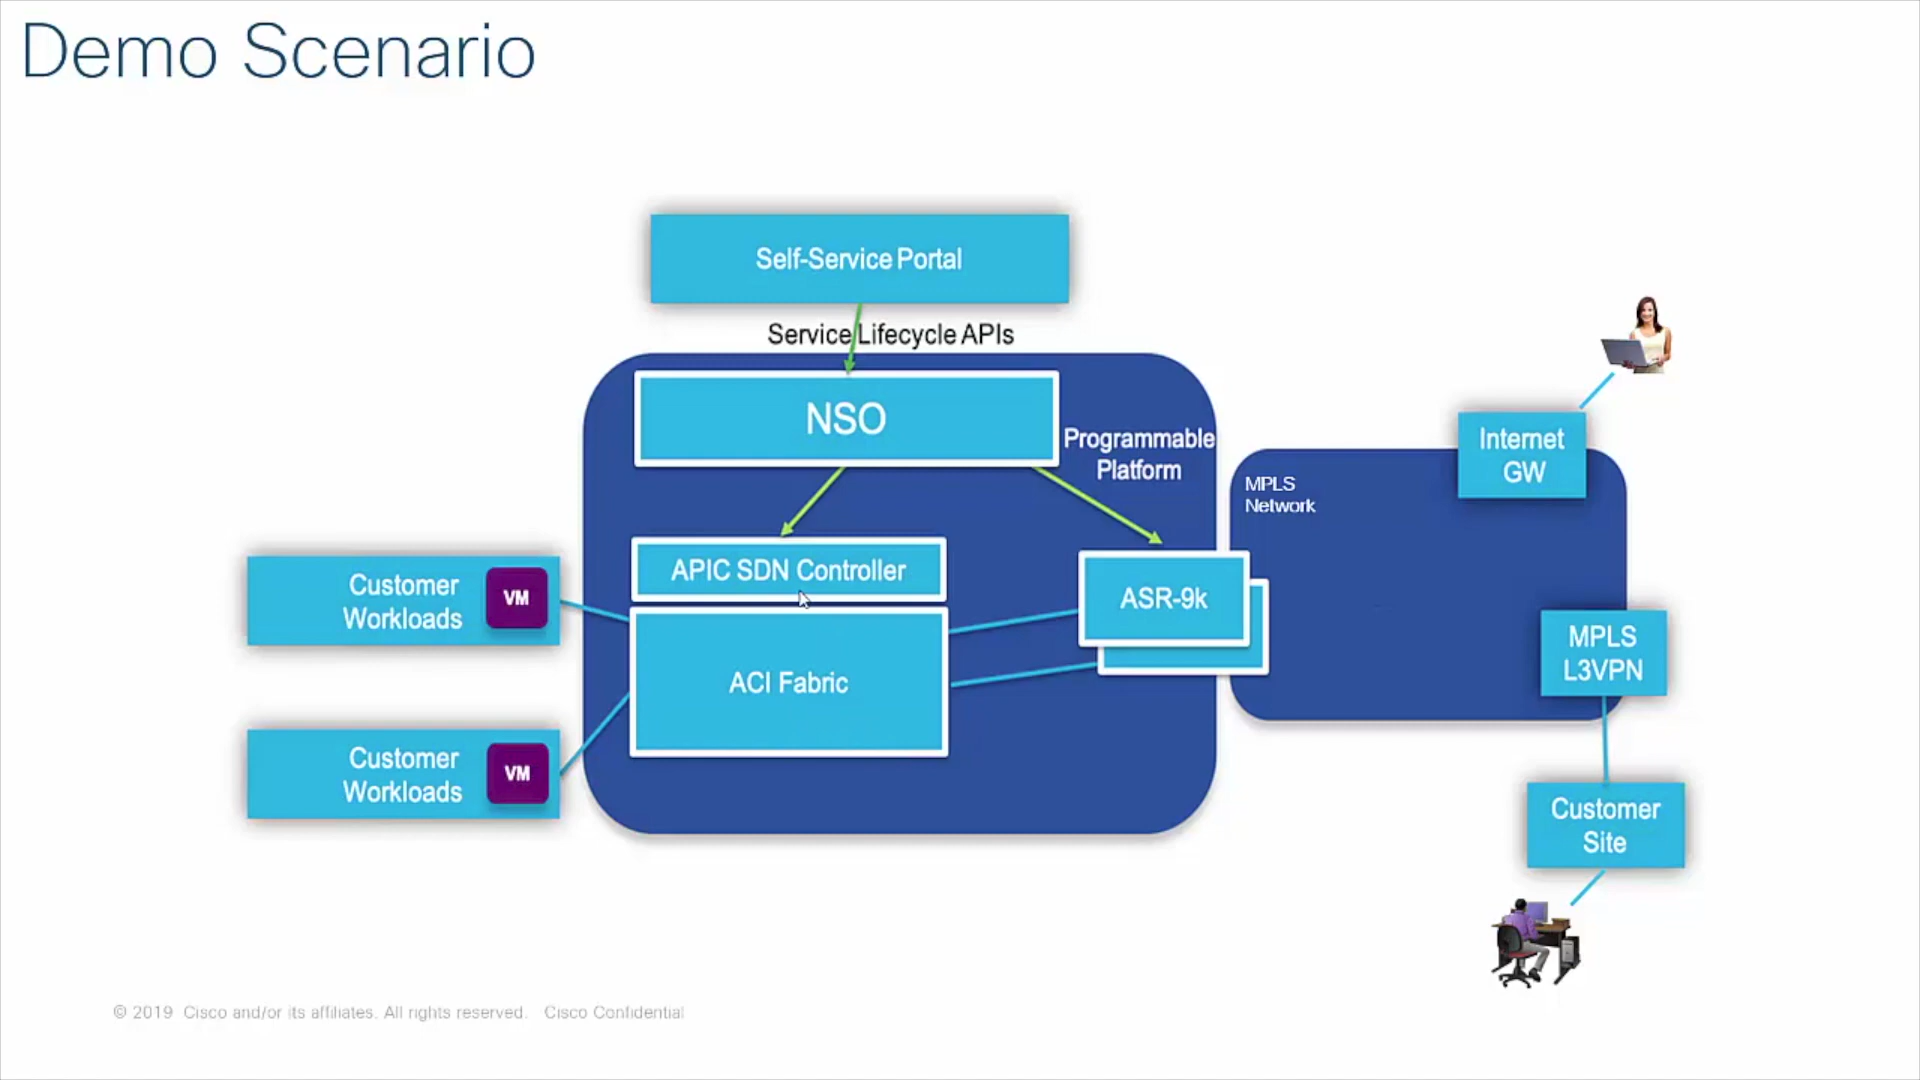 Demo Scenario
Self-Service Portal
Service Lifecycle APIs
NSO
Programmable
Platform
MPLS
Network
Internet
GW
APIC SDN Controller
ASR-9k
ACI Fabric
Customer
Workloads
VM
Customer
Workloads
VM
MPLS
L3VPN
Customer
Site
© 2019 Cisco and/or its affiliates. All rights reserved. Cisco Confidential